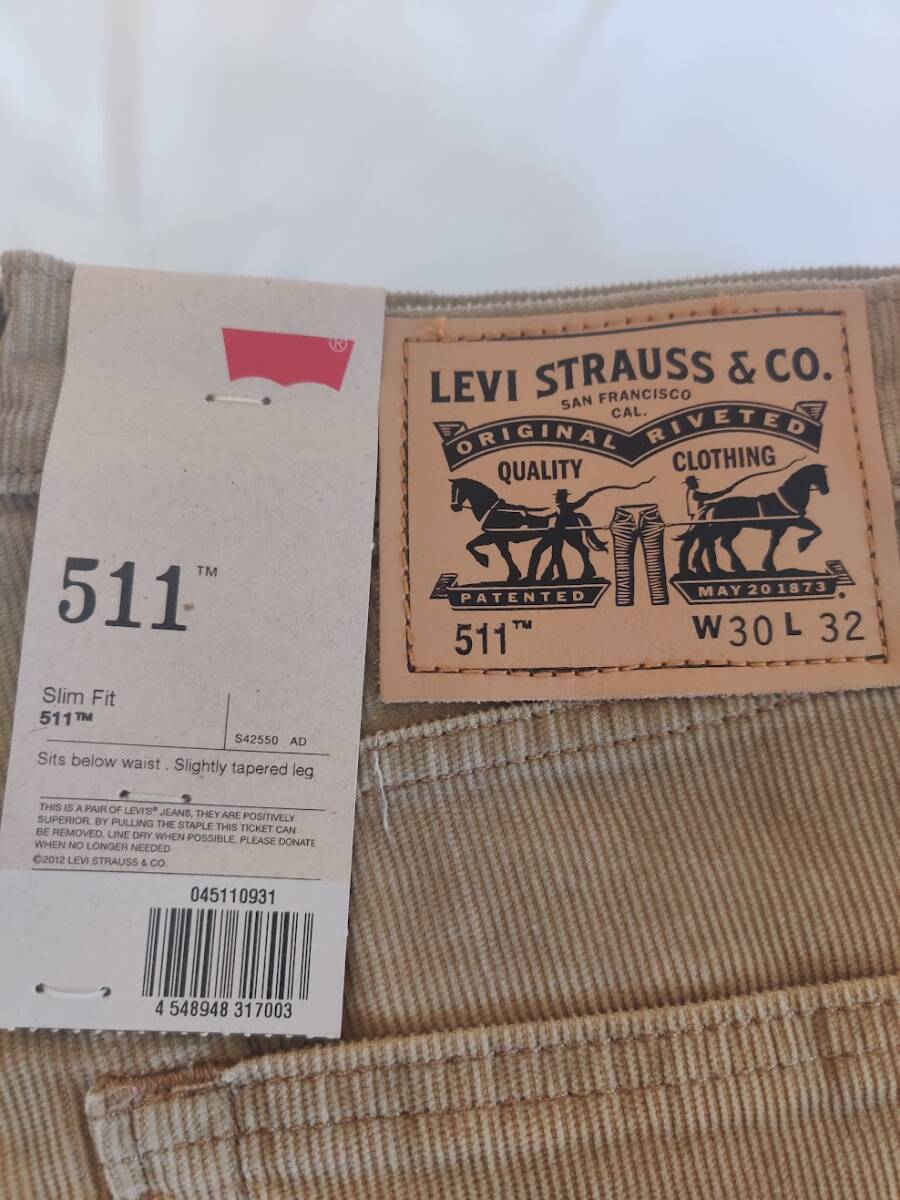 ®
511™
Slim Fit
511™
S42550 AD
Sits below waist . Slightly tapered leg
THIS IS A PAIR OF LEVI'S® JEANS, THEY ARE POSITIVELY
SUPERIOR. BY PULLING THE STAPLE THIS TICKET CAN
BE REMOVED. LINE DRY WHEN POSSIBLE. PLEASE DONATE
WHEN NO LONGER NEEDED
©2012 LEVI STRAUSS & CO.
045110931
4 548948 317003
LEVI STRAUSS & CO.
SAN FRANCISCO
CAL.
ORIGINAL RIVETED
QUALITY CLOTHING
PATENTED MAY 20 1873
511™ W30 L 32